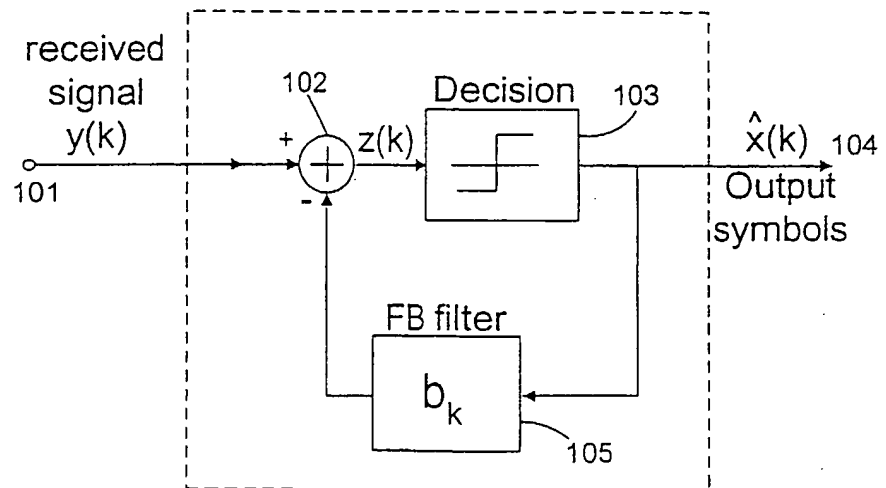 received
signal
y(k)
101
102
+
-
z(k)
Decision
103
x̂(k)
104
Output
symbols
FB filter
b_k
105